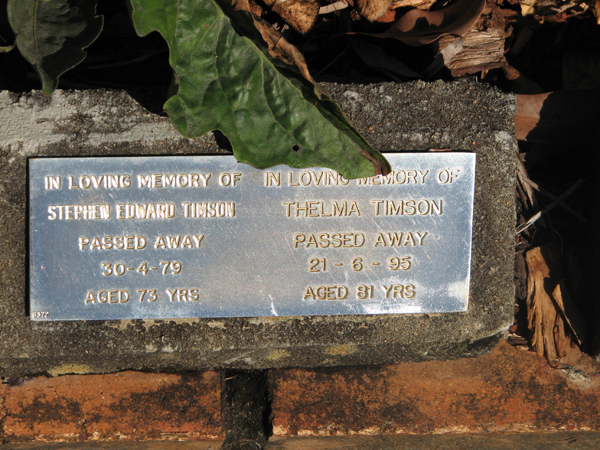 IN LOVING MEMORY OF
STEPHEN EDWARD TIMSON
PASSED AWAY
30-4-79
AGED 73 YRS
IN LOVING MEMORY OF
THELMA TIMSON
PASSED AWAY
21-6-95
AGED 81 YRS